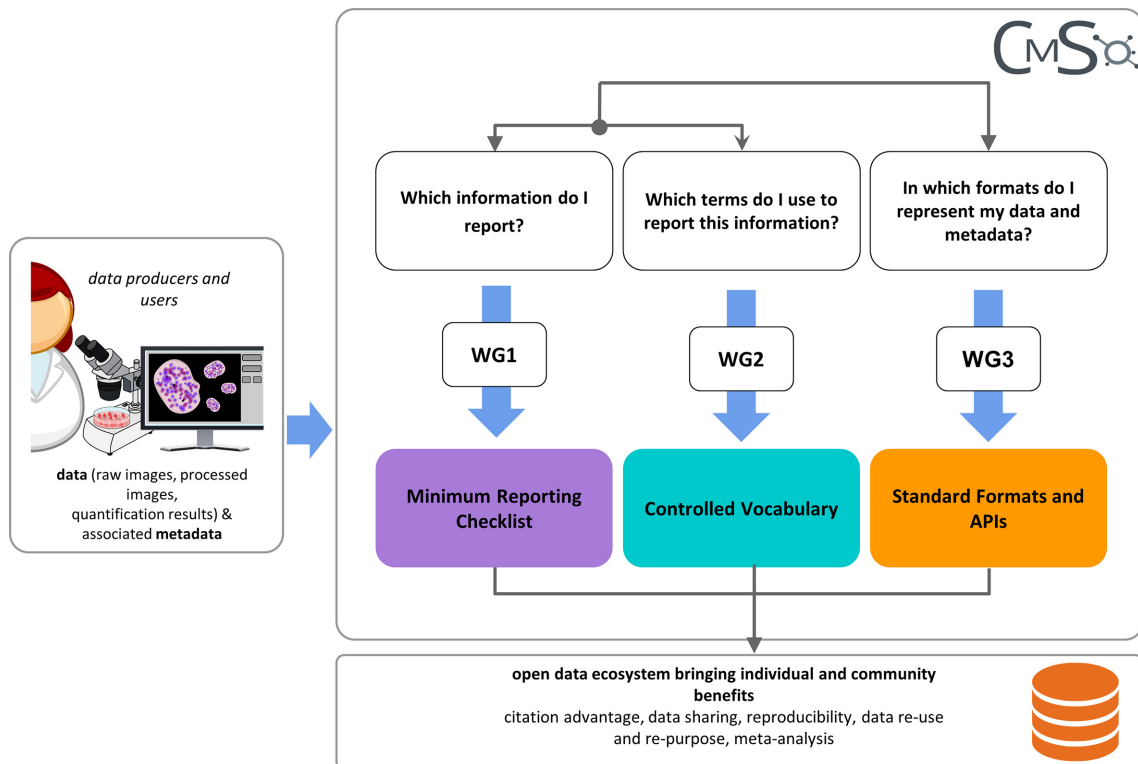 CMSO
Which information do I
report?
Which terms do I use to
report this information?
In which formats do I
represent my data and
metadata?
data producers and
users
data (raw images, processed
images,
quantification results) &
associated metadata
WG1
WG2
WG3
Minimum Reporting
Checklist
Controlled Vocabulary
Standard Formats and
APIs
open data ecosystem bringing individual and community
benefits
citation advantage, data sharing, reproducibility, data re-use
and re-purpose, meta-analysis